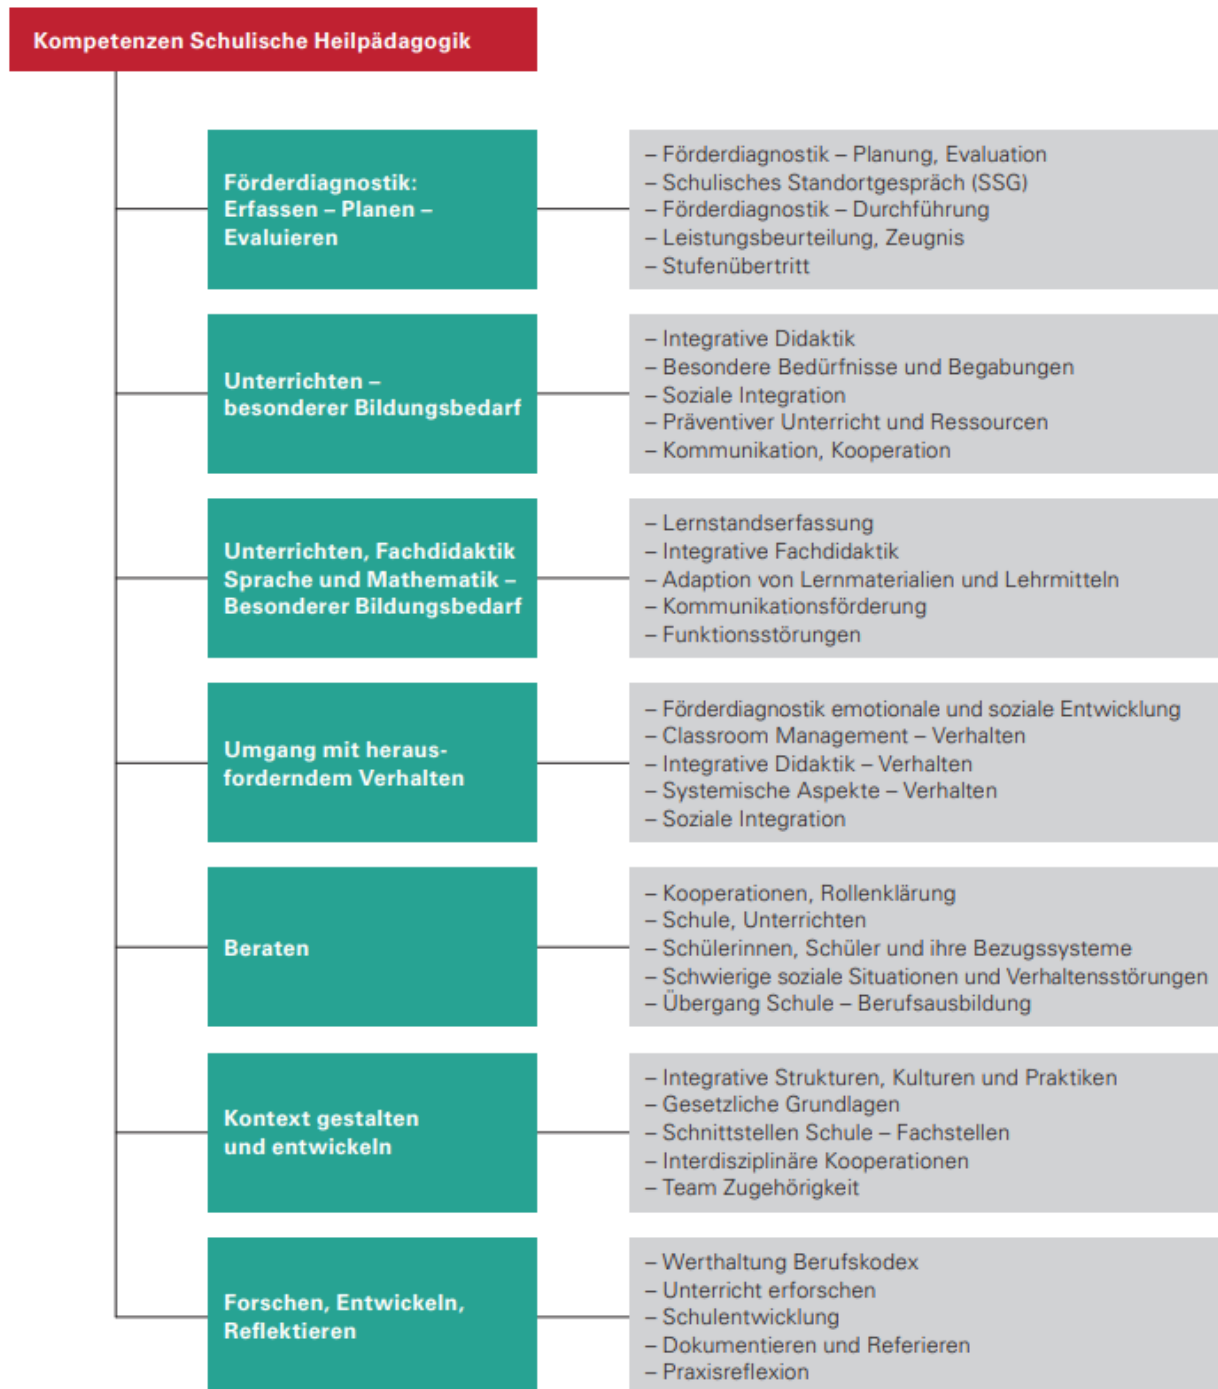 Kompetenzen Schulische Heilpädagogik
Förderdiagnostik:
Erfassen – Planen –
Evaluieren
– Förderdiagnostik – Planung, Evaluation
– Schulisches Standortgespräch (SSG)
– Förderdiagnostik – Durchführung
– Leistungsbeurteilung, Zeugnis
– Stufenübertritt
Unterrichten –
besonderer Bildungsbedarf
– Integrative Didaktik
– Besondere Bedürfnisse und Begabungen
– Soziale Integration
– Präventiver Unterricht und Ressourcen
– Kommunikation, Kooperation
Unterrichten, Fachdidaktik
Sprache und Mathematik –
Besonderer Bildungsbedarf
– Lernstandserfassung
– Integrative Fachdidaktik
– Adaption von Lernmaterialien und Lehrmitteln
– Kommunikationsförderung
– Funktionsstörungen
Umgang mit heraus-
forderndem Verhalten
– Förderdiagnostik emotionale und soziale Entwicklung
– Classroom Management – Verhalten
– Integrative Didaktik – Verhalten
– Systemische Aspekte – Verhalten
– Soziale Integration
Beraten
– Kooperationen, Rollenklärung
– Schule, Unterrichten
– Schülerinnen, Schüler und ihre Bezugssysteme
– Schwierige soziale Situationen und Verhaltensstörungen
– Übergang Schule – Berufsausbildung
Kontext gestalten
und entwickeln
– Integrative Strukturen, Kulturen und Praktiken
– Gesetzliche Grundlagen
– Schnittstellen Schule – Fachstellen
– Interdisziplinäre Kooperationen
– Team Zugehörigkeit
Forschen, Entwickeln,
Reflektieren
– Werthaltung Berufskodex
– Unterricht erforschen
– Schulentwicklung
– Dokumentieren und Referieren
– Praxisreflexion